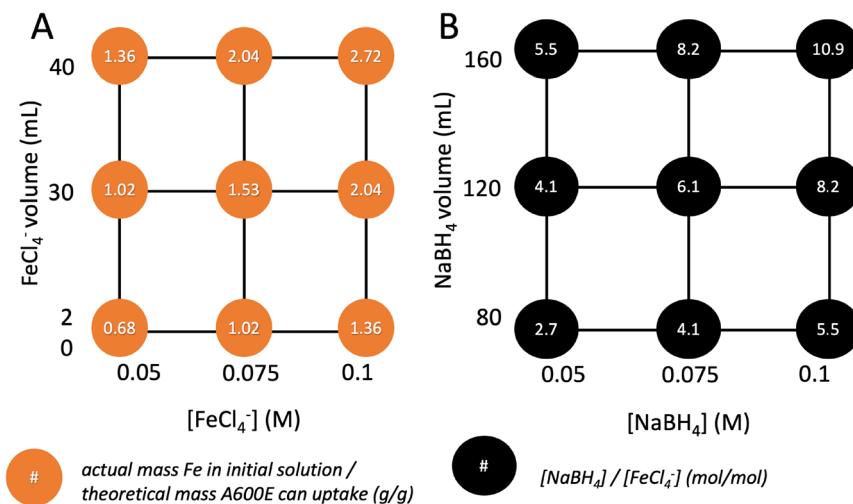 A
40
1.36 2.04 2.72
FeCl₄⁻ volume (mL)
30
1.02 1.53 2.04
2
0
0.68 1.02 1.36
0.05 0.075 0.1
[FeCl₄⁻] (M)
# actual mass Fe in initial solution /
theoretical mass A600E can uptake (g/g)
B
160
5.5 8.2 10.9
NaBH₄ volume (mL)
120
4.1 6.1 8.2
80
2.7 4.1 5.5
0.05 0.075 0.1
[NaBH₄] (M)
# [NaBH₄] / [FeCl₄⁻] (mol/mol)